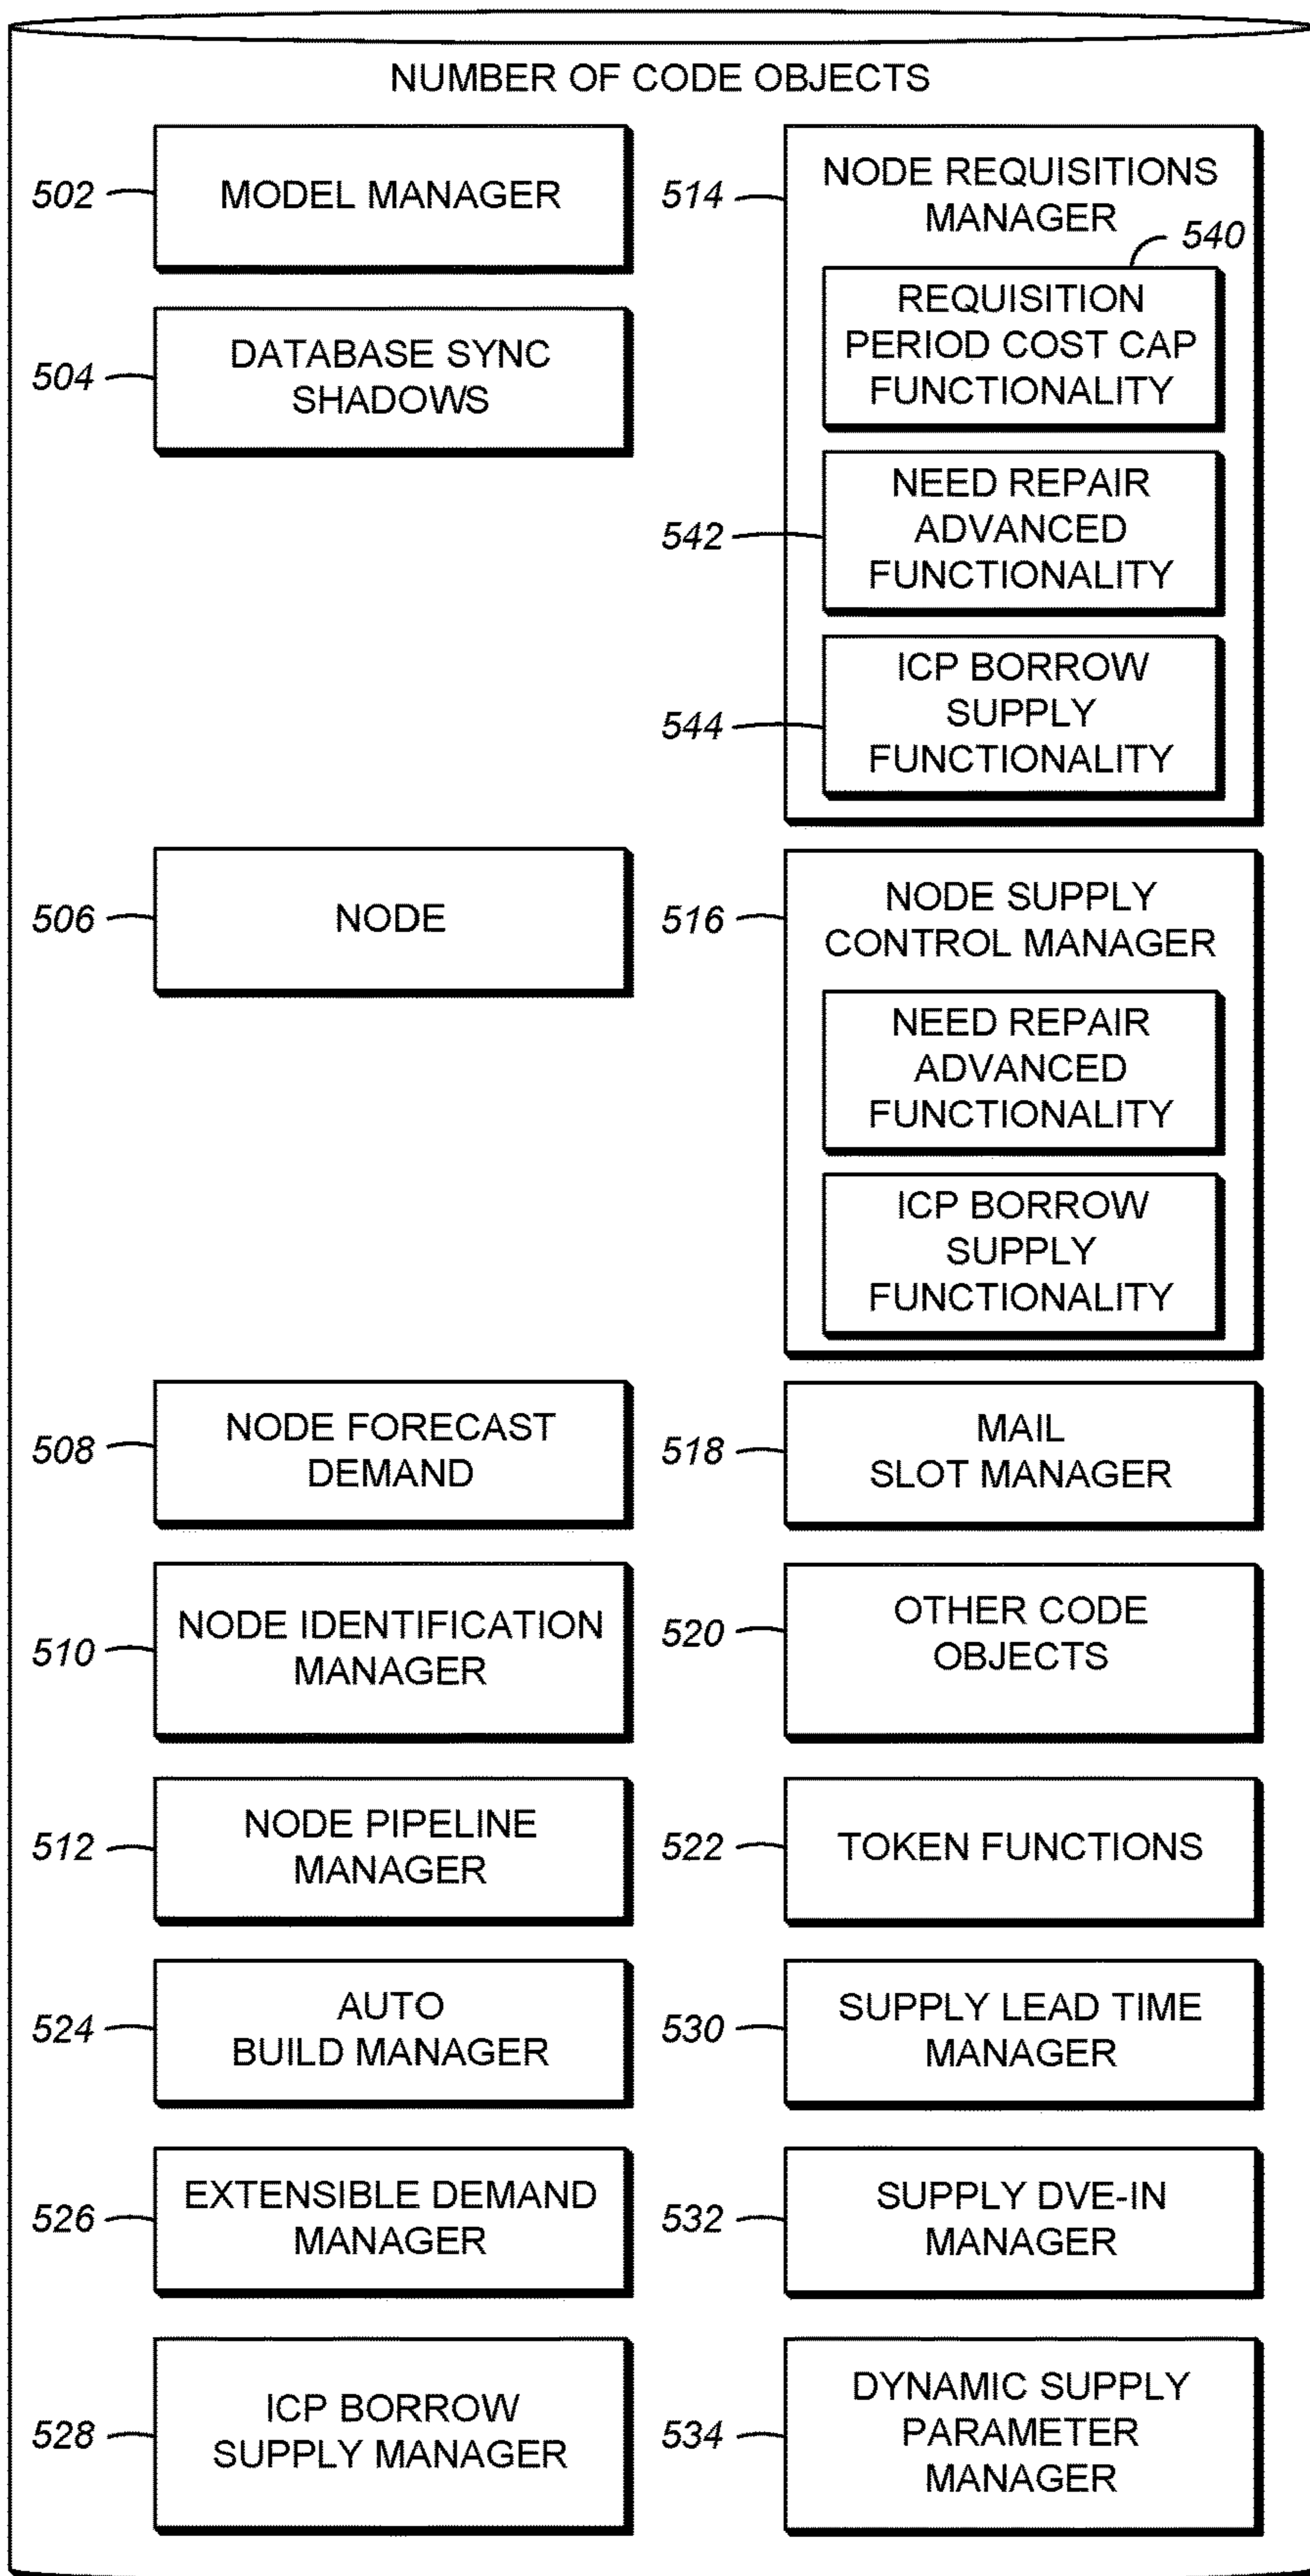 NUMBER OF CODE OBJECTS
502
MODEL MANAGER
504
DATABASE SYNC
SHADOWS
506
NODE
508
NODE FORECAST
DEMAND
510
NODE IDENTIFICATION
MANAGER
512
NODE PIPELINE
MANAGER
524
AUTO
BUILD MANAGER
526
EXTENSIBLE DEMAND
MANAGER
528
ICP BORROW
SUPPLY MANAGER
514
NODE REQUISITIONS
MANAGER
540
REQUISITION
PERIOD COST CAP
FUNCTIONALITY
542
NEED REPAIR
ADVANCED
FUNCTIONALITY
544
ICP BORROW
SUPPLY
FUNCTIONALITY
516
NODE SUPPLY
CONTROL MANAGER
NEED REPAIR
ADVANCED
FUNCTIONALITY
ICP BORROW
SUPPLY
FUNCTIONALITY
518
MAIL
SLOT MANAGER
520
OTHER CODE
OBJECTS
522
TOKEN FUNCTIONS
530
SUPPLY LEAD TIME
MANAGER
532
SUPPLY DVE-IN
MANAGER
534
DYNAMIC SUPPLY
PARAMETER
MANAGER